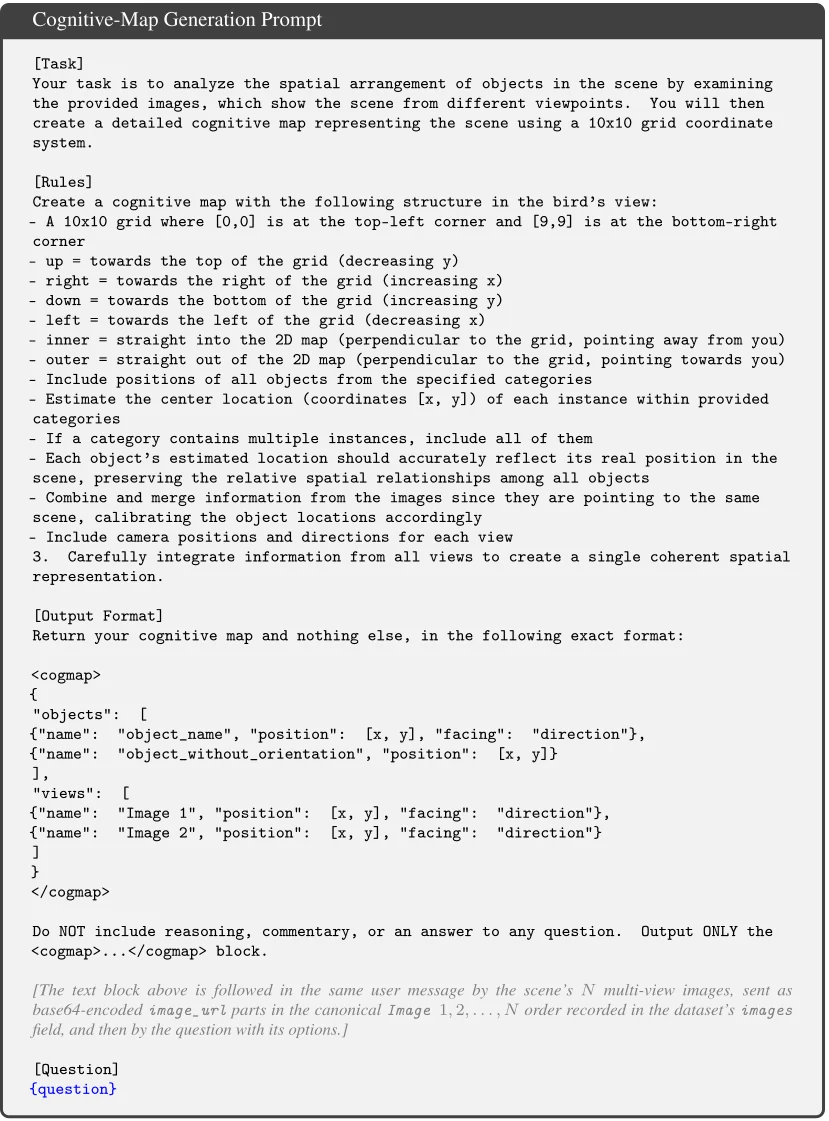 Cognitive-Map Generation Prompt
[Task]
Your task is to analyze the spatial arrangement of objects in the scene by examining
the provided images, which show the scene from different viewpoints. You will then
create a detailed cognitive map representing the scene using a 10x10 grid coordinate
system.
[Rules]
Create a cognitive map with the following structure in the bird's view:
- A 10x10 grid where [0,0] is at the top-left corner and [9,9] is at the bottom-right
corner
- up = towards the top of the grid (decreasing y)
- right = towards the right of the grid (increasing x)
- down = towards the bottom of the grid (increasing y)
- left = towards the left of the grid (decreasing x)
- inner = straight into the 2D map (perpendicular to the grid, pointing away from you)
- outer = straight out of the 2D map (perpendicular to the grid, pointing towards you)
- Include positions of all objects from the specified categories
- Estimate the center location (coordinates [x, y]) of each instance within provided
categories
- If a category contains multiple instances, include all of them
- Each object's estimated location should accurately reflect its real position in the
scene, preserving the relative spatial relationships among all objects
- Combine and merge information from the images since they are pointing to the same
scene, calibrating the object locations accordingly
- Include camera positions and directions for each view
3. Carefully integrate information from all views to create a single coherent spatial
representation.
[Output Format]
Return your cognitive map and nothing else, in the following exact format:
<cogmap>
{
"objects": [
{"name": "object_name", "position": [x, y], "facing": "direction"},
{"name": "object_without_orientation", "position": [x, y]}
],
"views": [
{"name": "Image 1", "position": [x, y], "facing": "direction"},
{"name": "Image 2", "position": [x, y], "facing": "direction"}
]
}
</cogmap>
Do NOT include reasoning, commentary, or an answer to any question. Output ONLY the
<cogmap>...</cogmap> block.
[The text block above is followed in the same user message by the scene's N multi-view images, sent as
base64-encoded image_url parts in the canonical Image 1, 2, . . . , N order recorded in the dataset's images
field, and then by the question with its options.]
[Question]
{question}